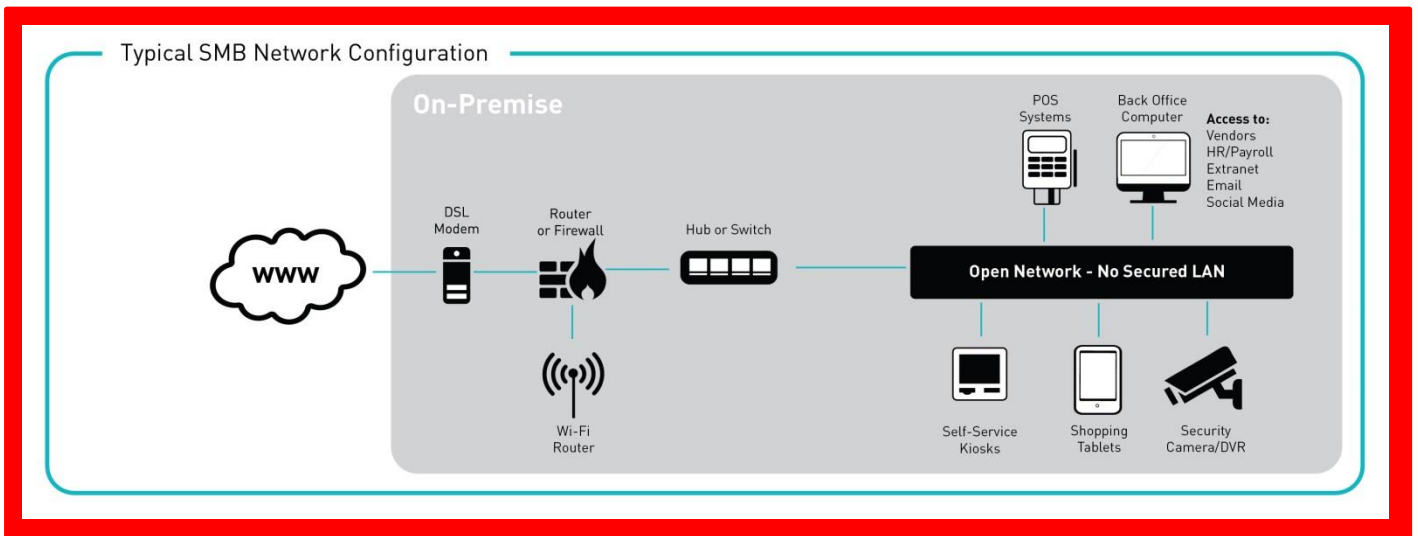 Typical SMB Network Configuration
On-Premise
POS
Systems
Back Office
Computer
Access to:
Vendors
HR/Payroll
Extranet
Email
Social Media
DSL
Modem
Router
or Firewall
Hub or Switch
www
Open Network - No Secured LAN
Wi-Fi
Router
Self-Service
Kiosks
Shopping
Tablets
Security
Camera/DVR